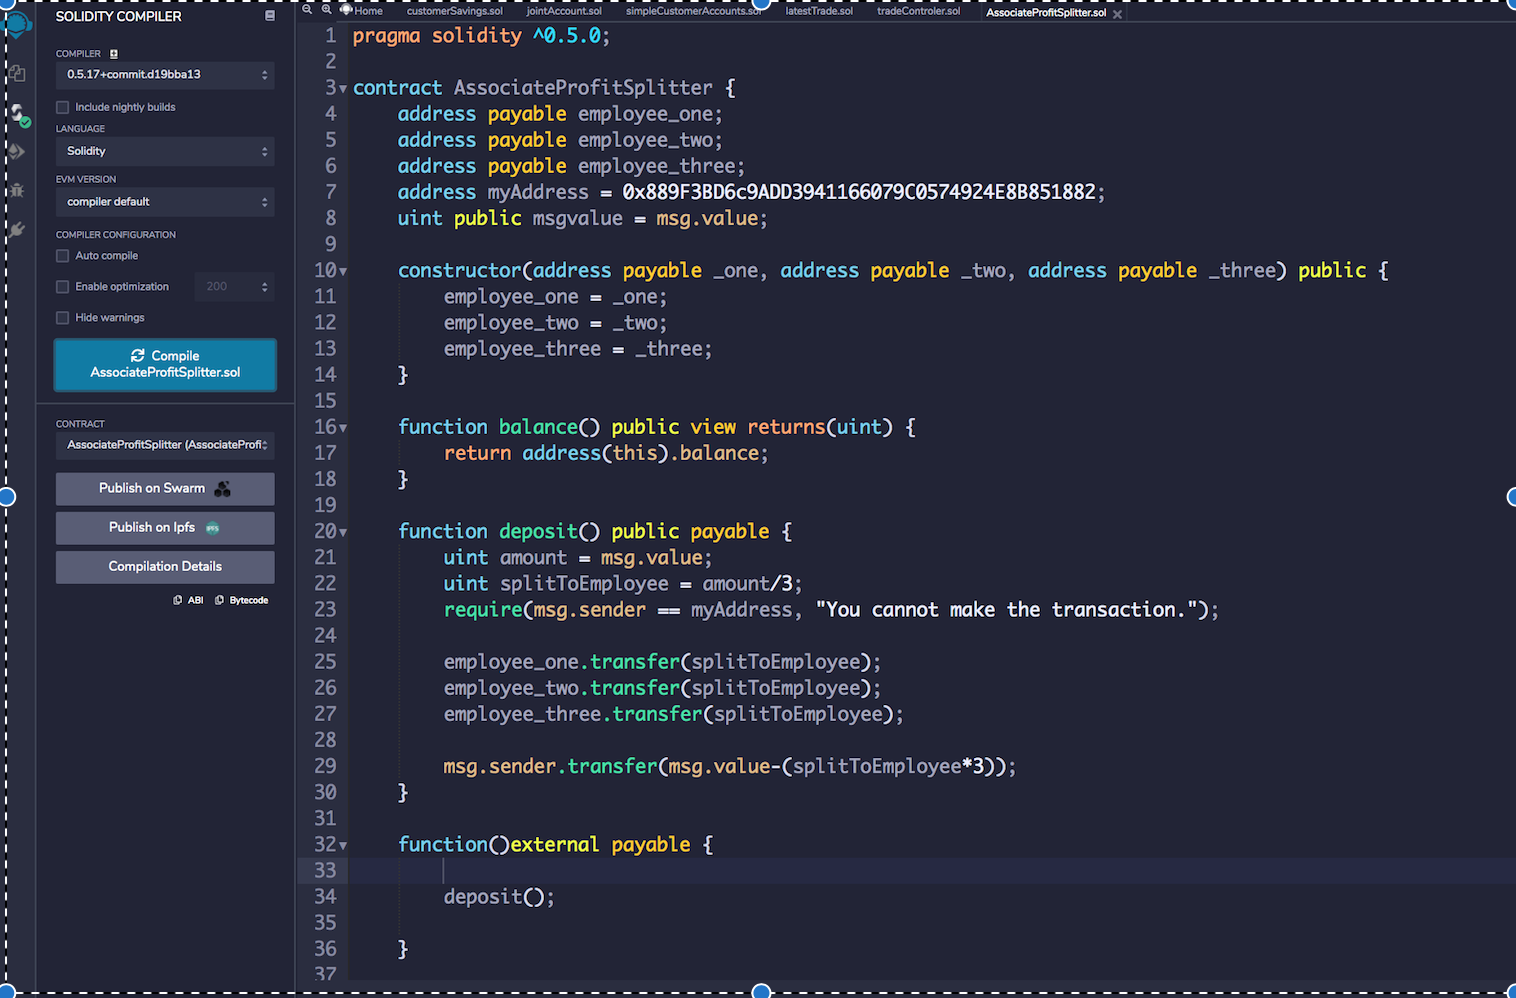 SOLIDITY COMPILER
COMPILER
0.5.17+commit.d19bba13
Include nightly builds
LANGUAGE
Solidity
EVM VERSION
compiler default
COMPILER CONFIGURATION
Auto compile
Enable optimization 200
Hide warnings
Compile
AssociateProfitSplitter.sol
CONTRACT
AssociateProfitSplitter (AssociateProfi
Publish on Swarm
Publish on Ipfs
IPFS
Compilation Details
ABI Bytecode
Home customerSavings.sol jointAccount.sol simpleCustomerAccounts.sol latestTrade.sol tradeControler.sol AssociateProfitSplitter.sol
1 pragma solidity ^0.5.0;
2
3 contract AssociateProfitSplitter {
4 address payable employee_one;
5 address payable employee_two;
6 address payable employee_three;
7 address myAddress = 0x889F3BD6c9ADD3941166079C0574924E8B851882;
8 uint public msgvalue = msg.value;
9
10 constructor(address payable _one, address payable _two, address payable _three) public {
11 employee_one = _one;
12 employee_two = _two;
13 employee_three = _three;
14 }
15
16 function balance() public view returns(uint) {
17 return address(this).balance;
18 }
19
20 function deposit() public payable {
21 uint amount = msg.value;
22 uint splitToEmployee = amount/3;
23 require(msg.sender == myAddress, "You cannot make the transaction.");
24
25 employee_one.transfer(splitToEmployee);
26 employee_two.transfer(splitToEmployee);
27 employee_three.transfer(splitToEmployee);
28
29 msg.sender.transfer(msg.value-(splitToEmployee*3));
30 }
31
32 function()external payable {
33
34 deposit();
35
36 }
37